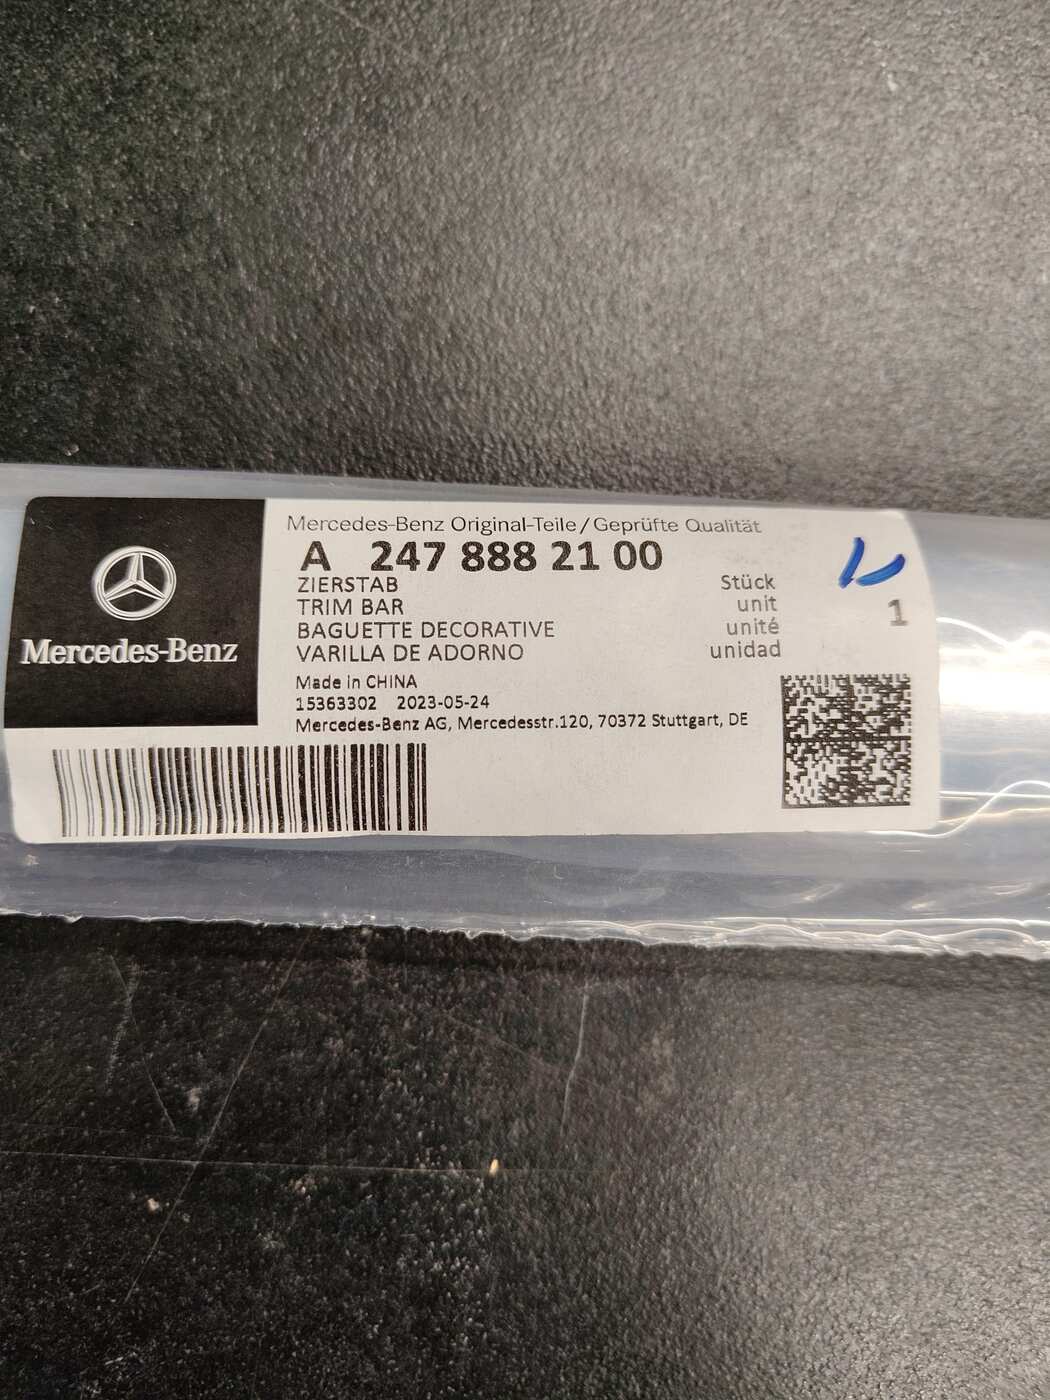 Mercedes-Benz
Mercedes-Benz Original-Teile/Geprüfte Qualität
A 247 888 21 00
ZIERSTAB Stück
TRIM BAR unit 1
BAGUETTE DECORATIVE unité
VARILLA DE ADORNO unidad
Made in CHINA
15363302 2023-05-24
Mercedes-Benz AG, Mercedesstr.120, 70372 Stuttgart, DE